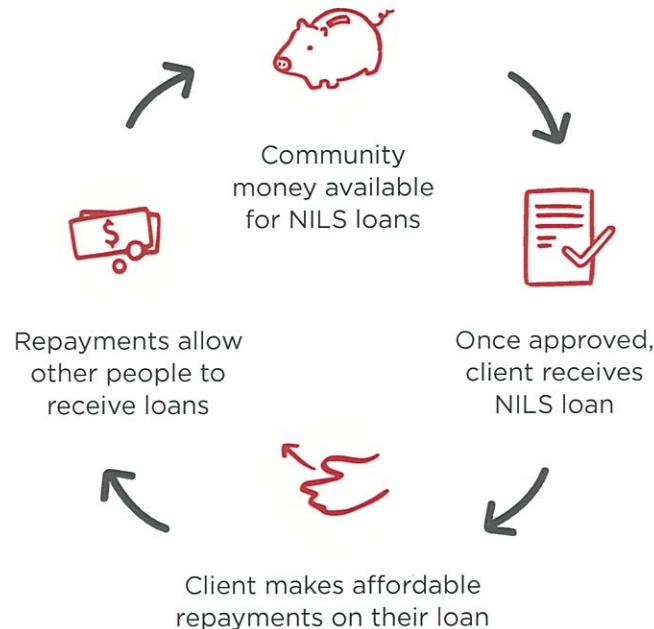 Community
money available
for NILS loans
Once approved,
client receives
NILS loan
Client makes affordable
repayments on their loan
Repayments allow
other people to
receive loans
$